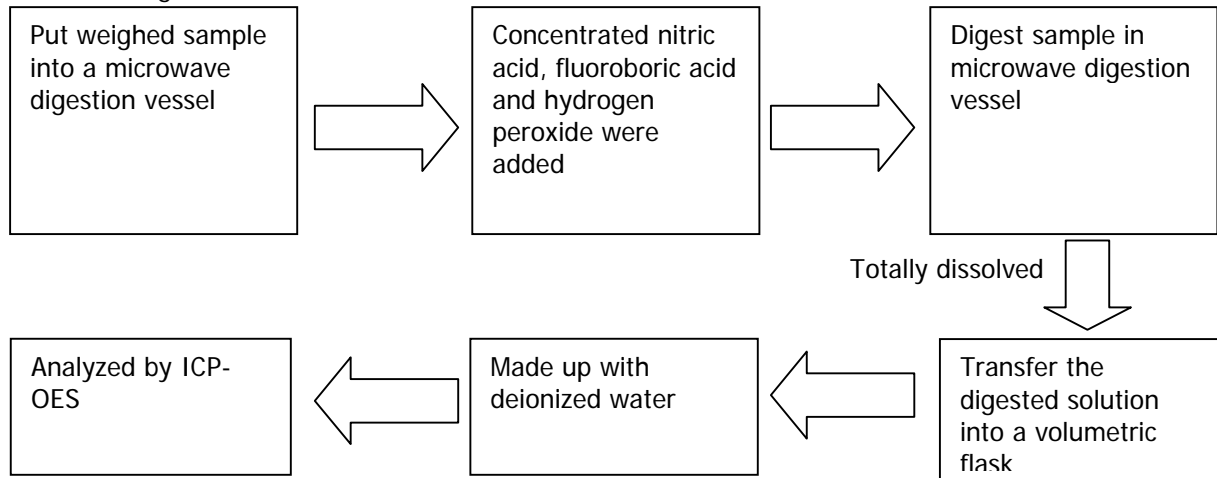 Put weighed sample
into a microwave
digestion vessel
Concentrated nitric
acid, fluoroboric acid
and hydrogen
peroxide were
added
Digest sample in
microwave digestion
vessel
Totally dissolved
Transfer the
digested solution
into a volumetric
flask
Made up with
deionized water
Analyzed by ICP-
OES